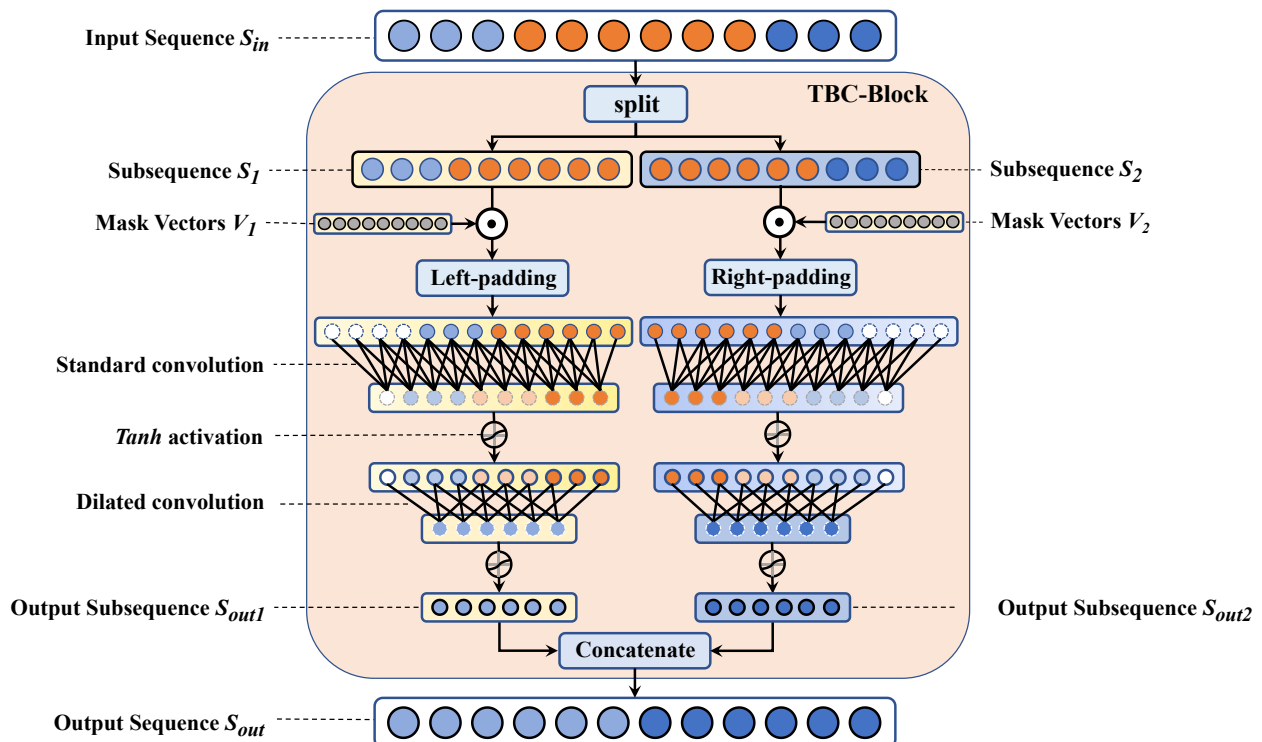 Input Sequence S_in
TBC-Block
split
Subsequence S_1
Subsequence S_2
Mask Vectors V_1
Mask Vectors V_2
Left-padding
Right-padding
Standard convolution
Tanh activation
Dilated convolution
Output Subsequence S_out1
Output Subsequence S_out2
Concatenate
Output Sequence S_out